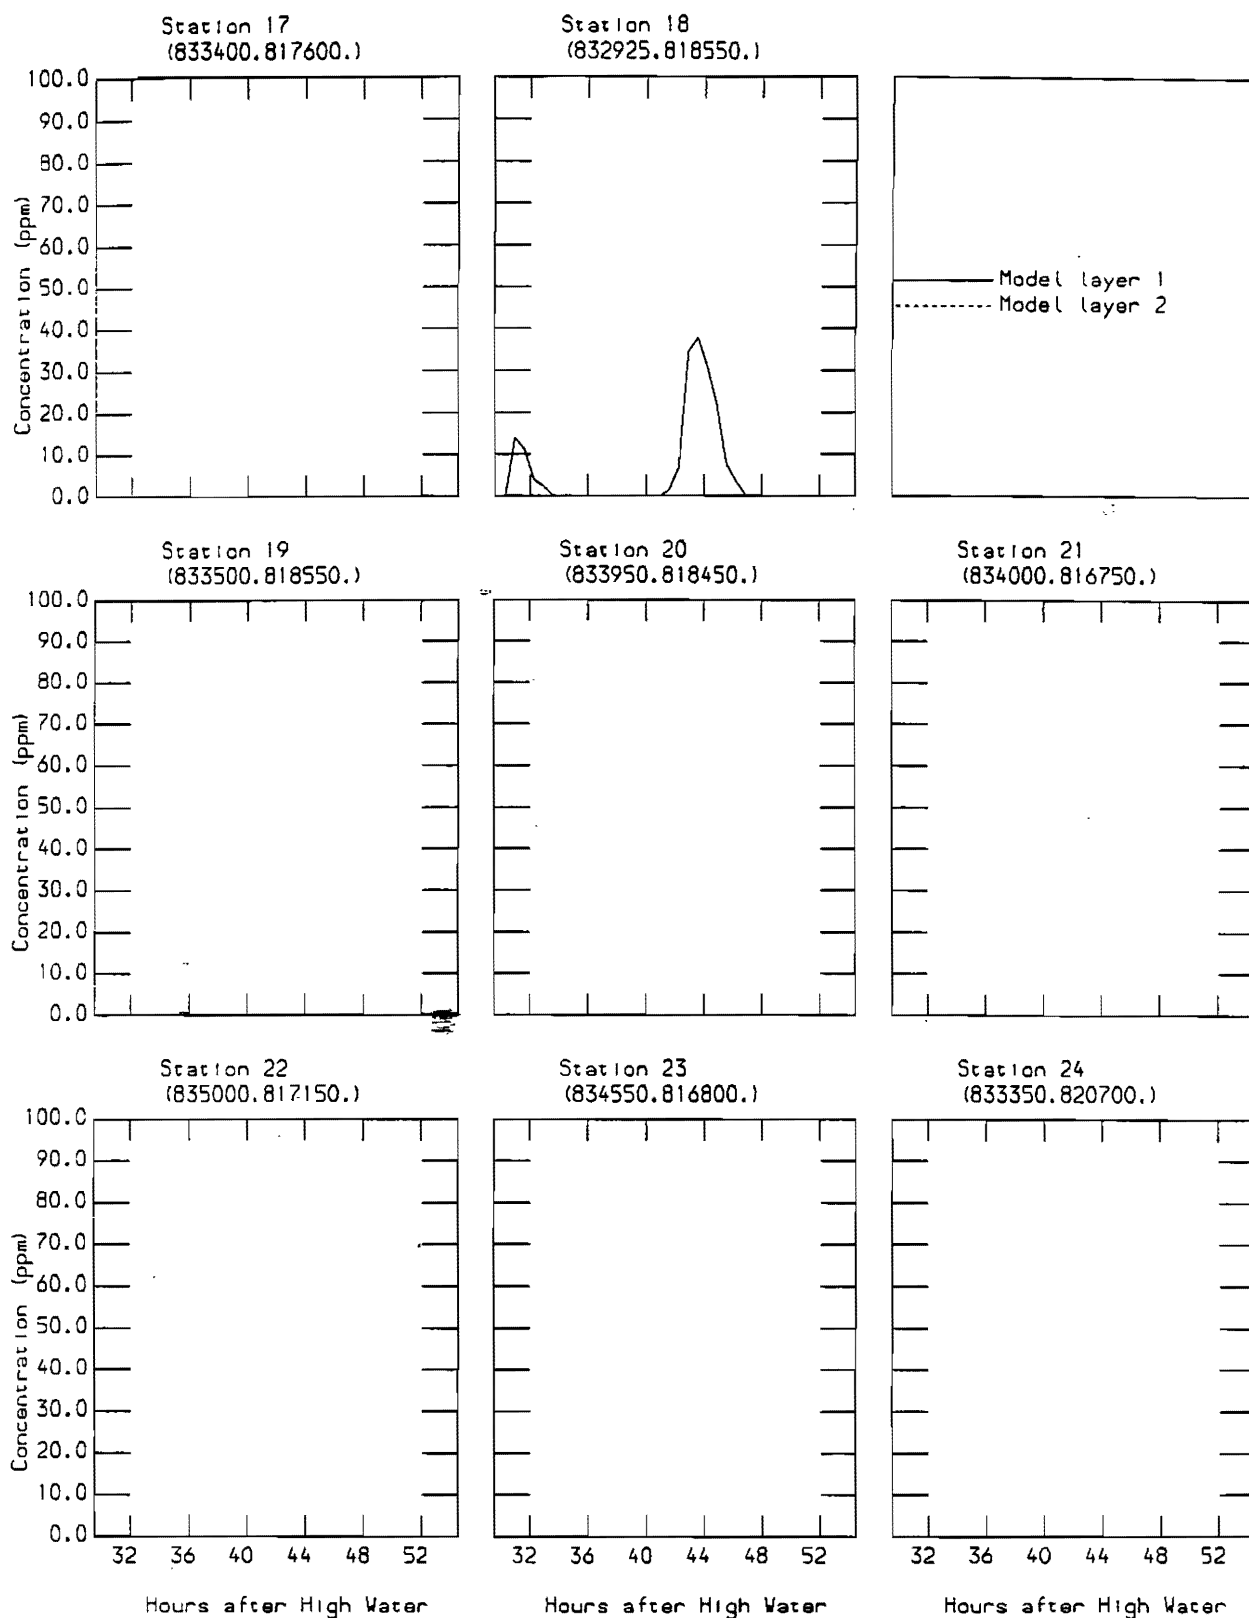 Station 17
(833400.817600.)
Station 18
(832925.818550.)
100.0
90.0
80.0
70.0
60.0
50.0
40.0
30.0
20.0
10.0
0.0
Concentration (ppm)
Model layer 1
Model layer 2
Station 19
(833500.818550.)
Station 20
(833950.818450.)
Station 21
(834000.816750.)
100.0
90.0
80.0
70.0
60.0
50.0
40.0
30.0
20.0
10.0
0.0
Concentration (ppm)
Station 22
(835000.817150.)
Station 23
(834550.816800.)
Station 24
(833350.820700.)
100.0
90.0
80.0
70.0
60.0
50.0
40.0
30.0
20.0
10.0
0.0
Concentration (ppm)
32 36 40 44 48 52
32 36 40 44 48 52
32 36 40 44 48 52
Hours after High Water
Hours after High Water
Hours after High Water